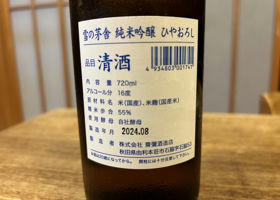 雪の茅舎 純米吟醸 ひやおろし
品目 清酒
4 934803 001747
内容量 720ml
アルコール分 16度
原材料名 米(国産)、米麹(国産米)
精米歩合 55%
使用酵母 自社酵母
製造年月 2024.08
株式会社 齋彌酒造店
秋田県由利本荘市石脇字石脇53